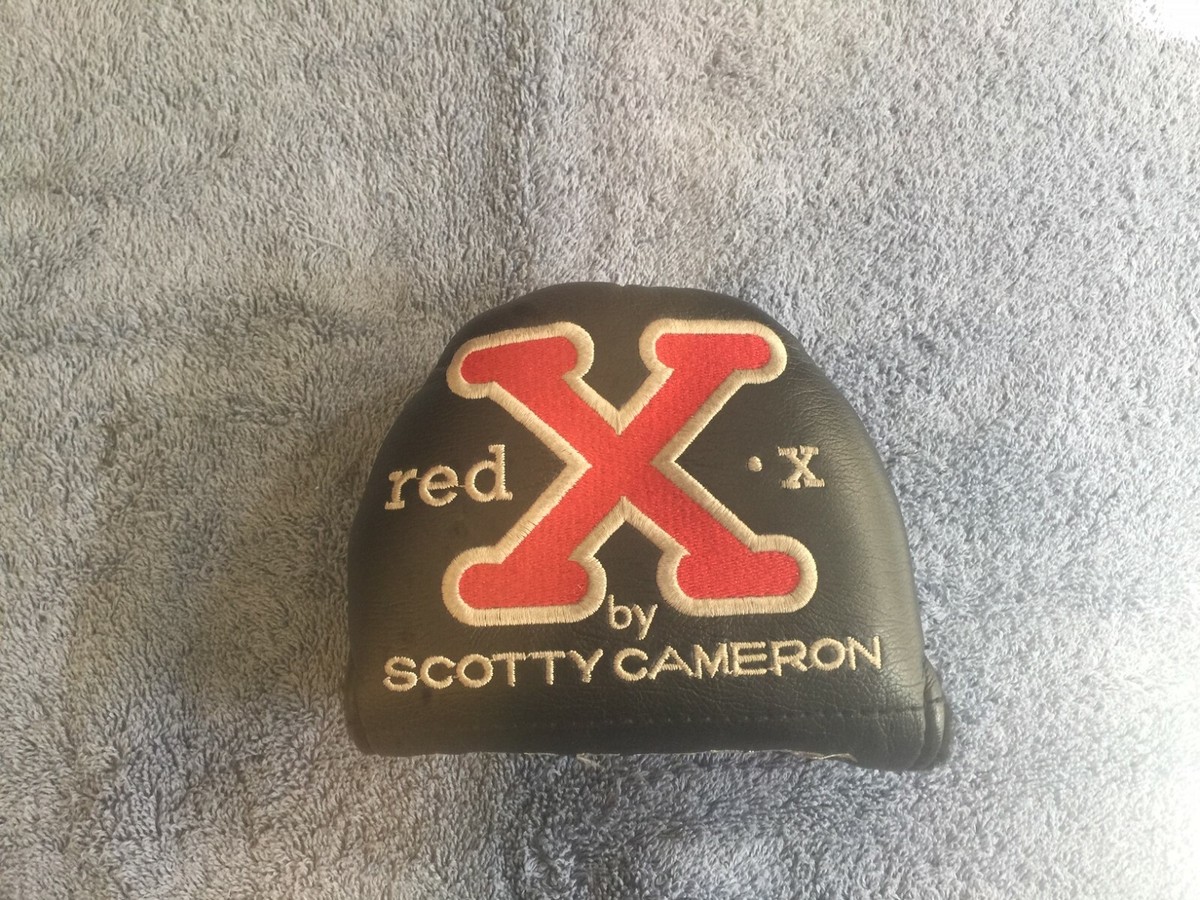 X
red · x
by
SCOTTY CAMERON